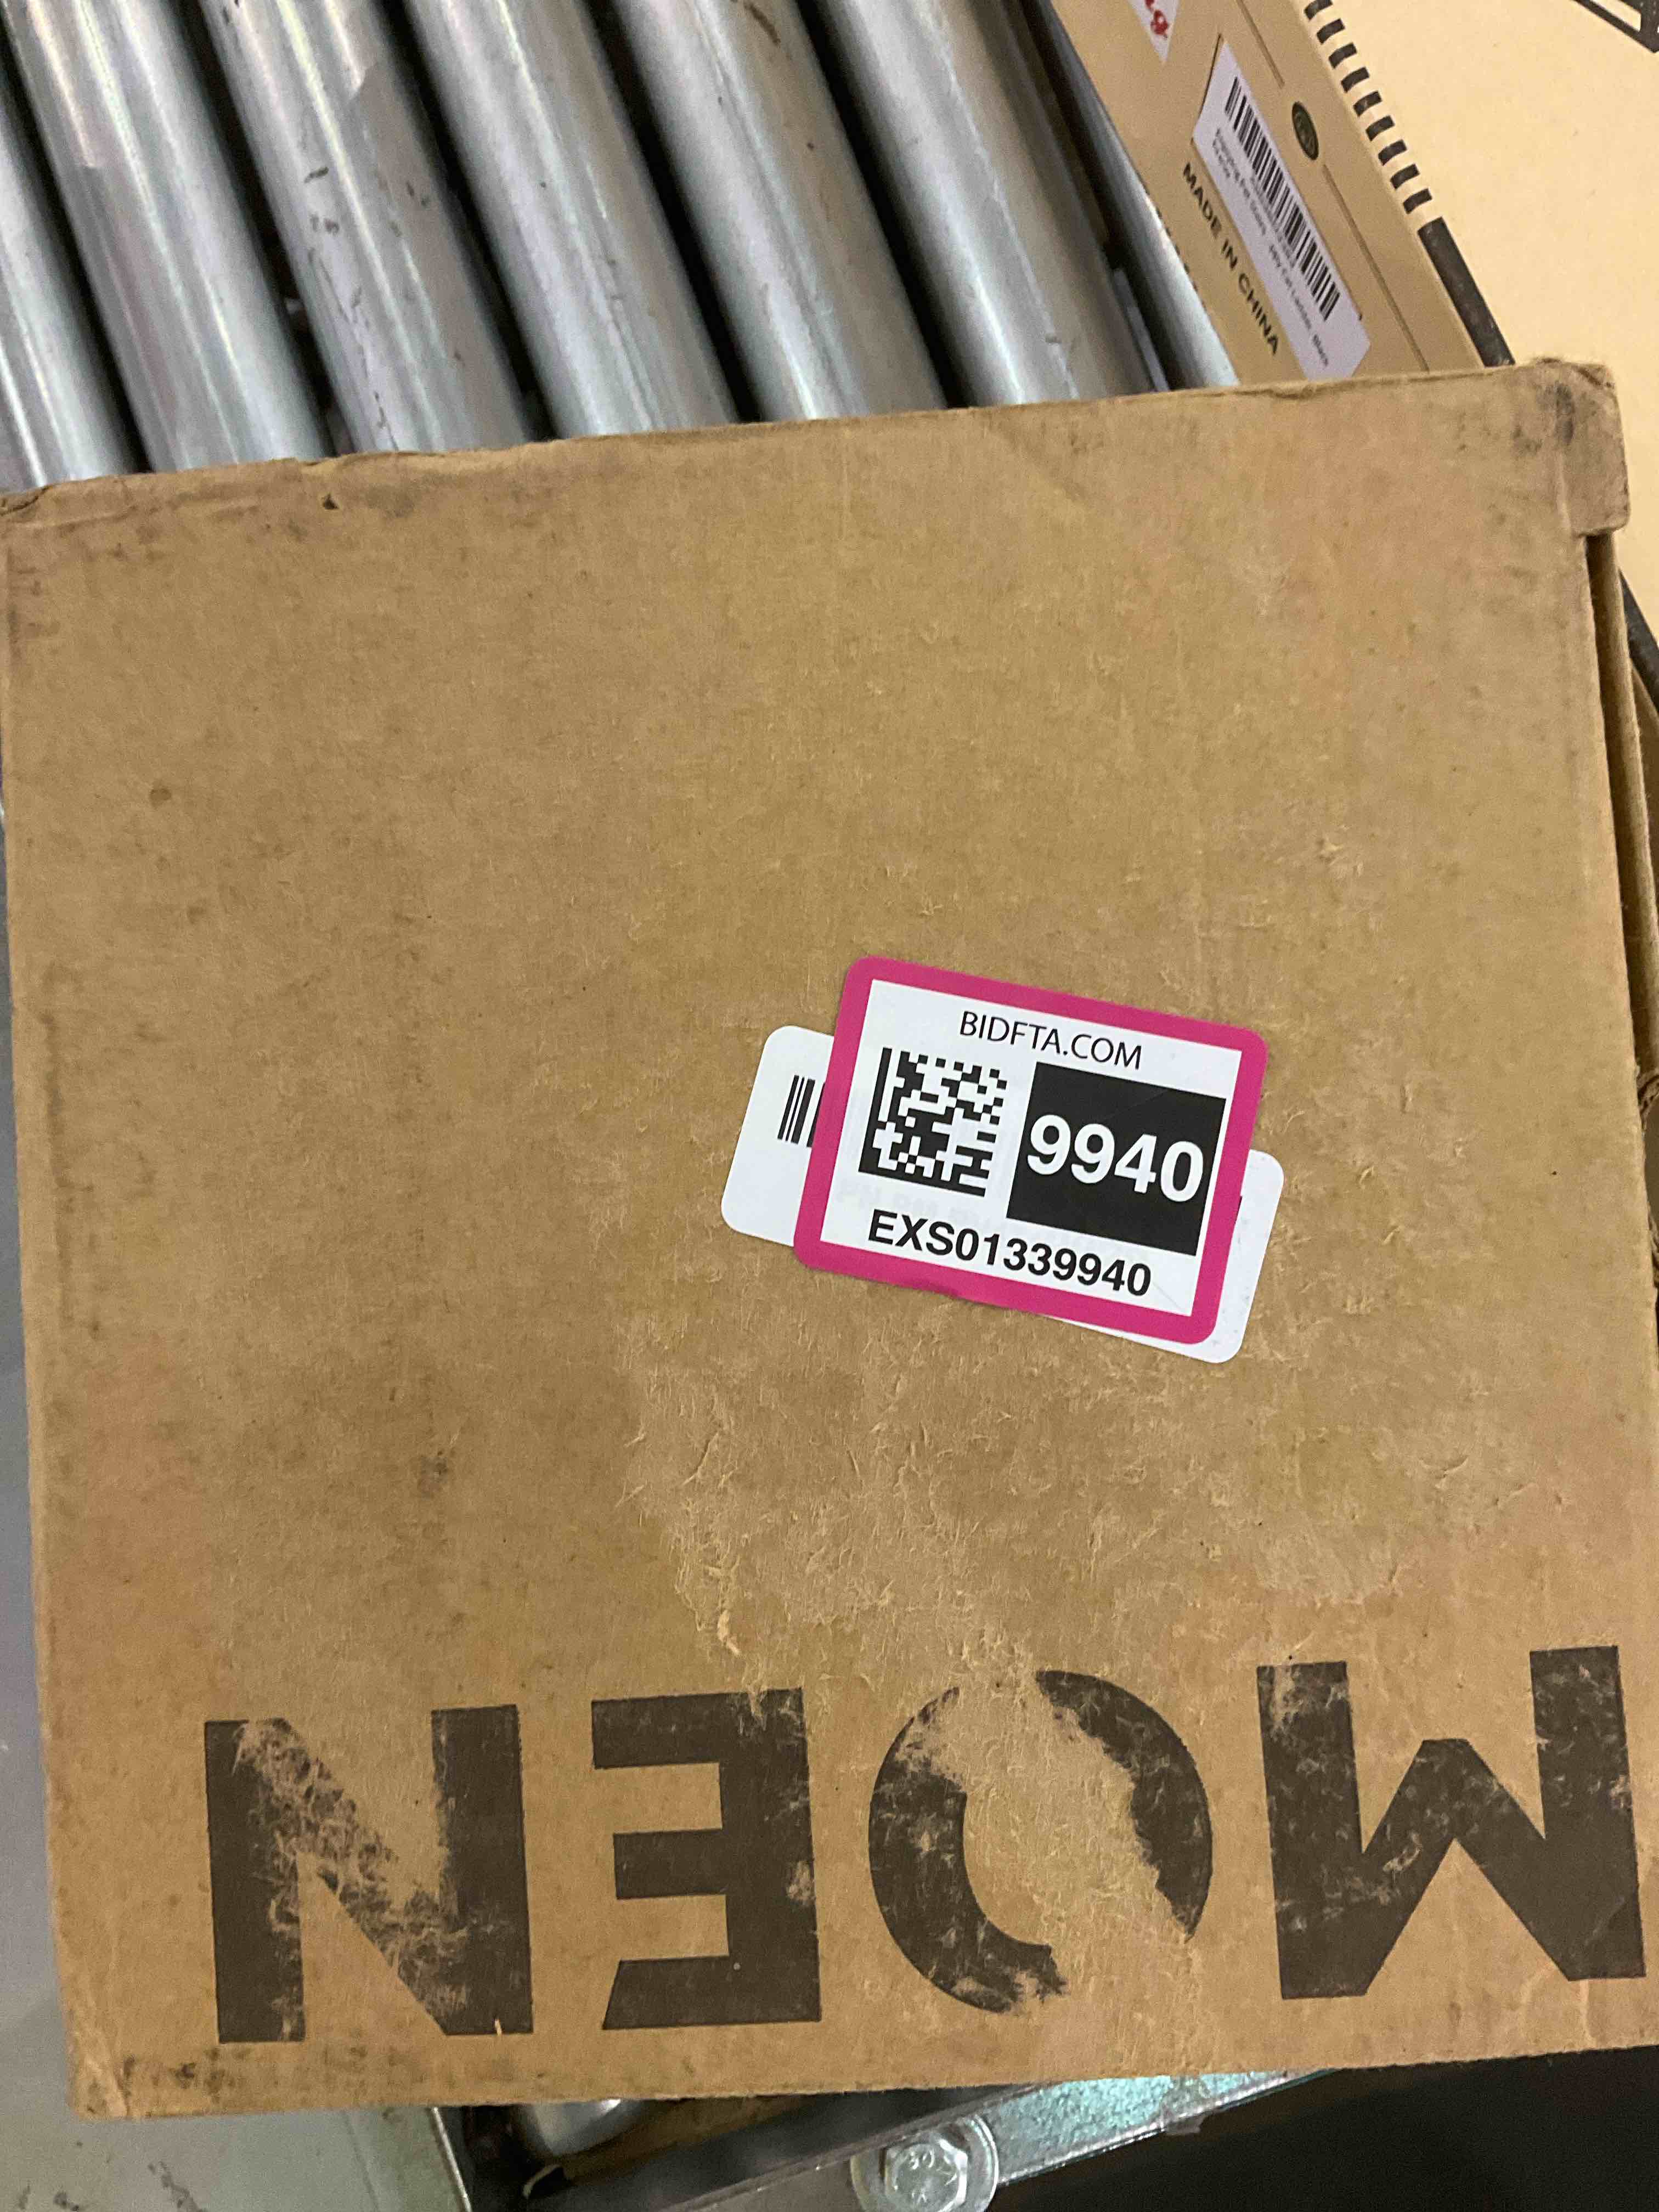 MADE IN CHINA
BIDFTA.COM
9940
EXS01339940
MOEN